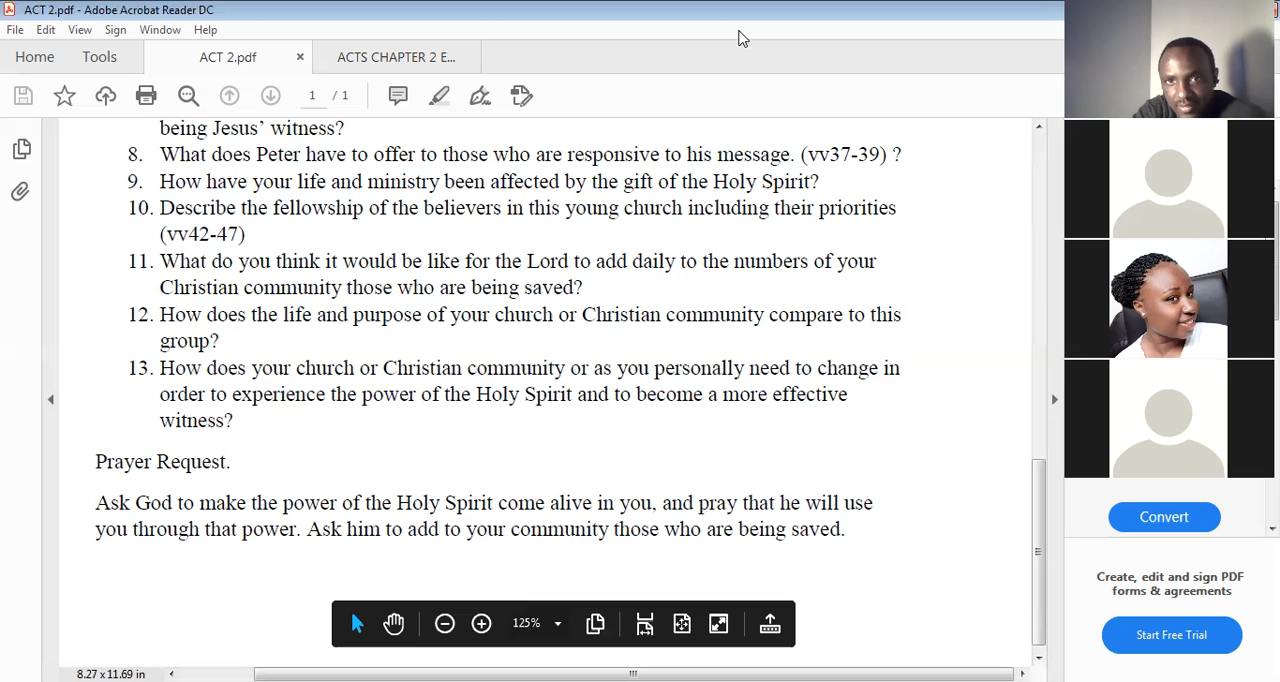 ACT 2.pdf - Adobe Acrobat Reader DC
File Edit View Sign Window Help
Home Tools ACT 2.pdf × ACTS CHAPTER 2 E...
1 / 1
being Jesus’ witness?
8. What does Peter have to offer to those who are responsive to his message. (vv37-39) ?
9. How have your life and ministry been affected by the gift of the Holy Spirit?
10. Describe the fellowship of the believers in this young church including their priorities
(vv42-47)
11. What do you think it would be like for the Lord to add daily to the numbers of your
Christian community those who are being saved?
12. How does the life and purpose of your church or Christian community compare to this
group?
13. How does your church or Christian community or as you personally need to change in
order to experience the power of the Holy Spirit and to become a more effective
witness?
Prayer Request.
Ask God to make the power of the Holy Spirit come alive in you, and pray that he will use
you through that power. Ask him to add to your community those who are being saved.
125%
8.27 x 11.69 in
Convert
Create, edit and sign PDF
forms & agreements
Start Free Trial